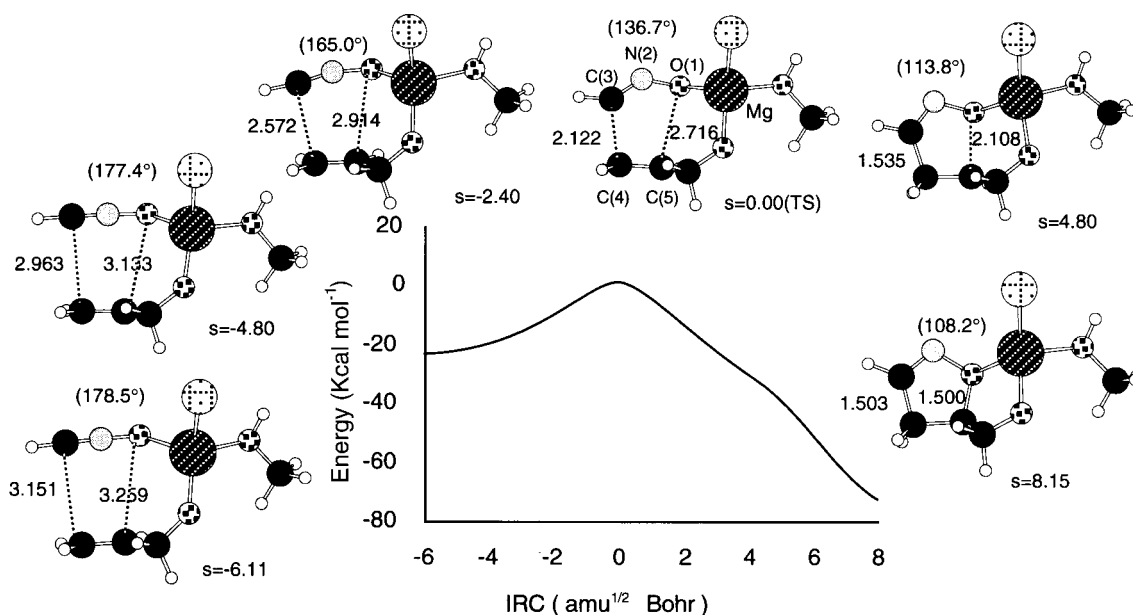 (165.0°)
2.572
2.914
s=-2.40
(136.7°)
N(2)
O(1)
C(3)
Mg
2.122
2.716
C(4)
C(5)
s=0.00(TS)
(113.8°)
1.535
2.108
s=4.80
(177.4°)
2.963
3.133
s=-4.80
(178.5°)
3.151
3.259
s=-6.11
(108.2°)
1.503
1.500
s=8.15
Energy (Kcal mol-1)
20
0
-20
-40
-60
-80
-6 -4 -2 0 2 4 6 8
IRC ( amu1/2 Bohr )